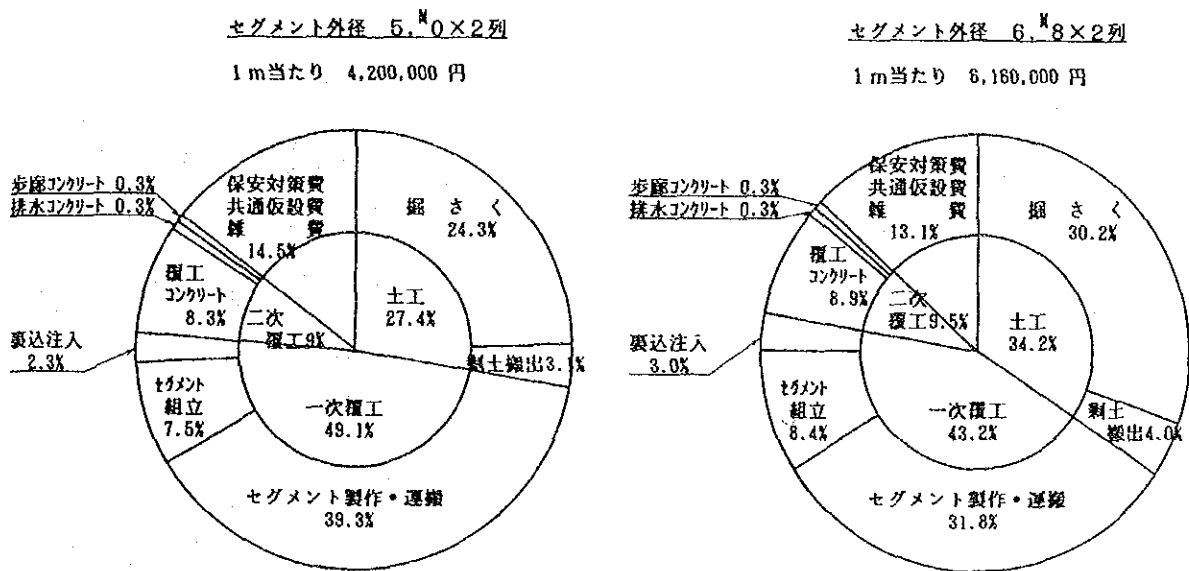 セグメント外径 5.ᴹ0×2列
1m当たり 4,200,000 円
歩廊コンクリート 0.3%
排水コンクリート 0.3%
保安対策費
共通仮設費
雑 費
14.5%
掘 さ く
24.3%
覆工
コンクリート
8.3%
二次
覆工9%
土工
27.4%
裏込注入
2.3%
剰土搬出3.1%
セグメント
組立
7.5%
一次覆工
49.1%
セグメント製作・運搬
39.3%
セグメント外径 6.ᴹ8×2列
1m当たり 6,160,000 円
歩廊コンクリート 0.3%
排水コンクリート 0.3%
保安対策費
共通仮設費
雑 費
13.1%
掘 さ く
30.2%
覆工
コンクリート
8.9%
二次
覆工9.5%
土工
34.2%
裏込注入
3.0%
剰土
搬出4.0%
セグメント
組立
8.4%
一次覆工
43.2%
セグメント製作・運搬
31.8%